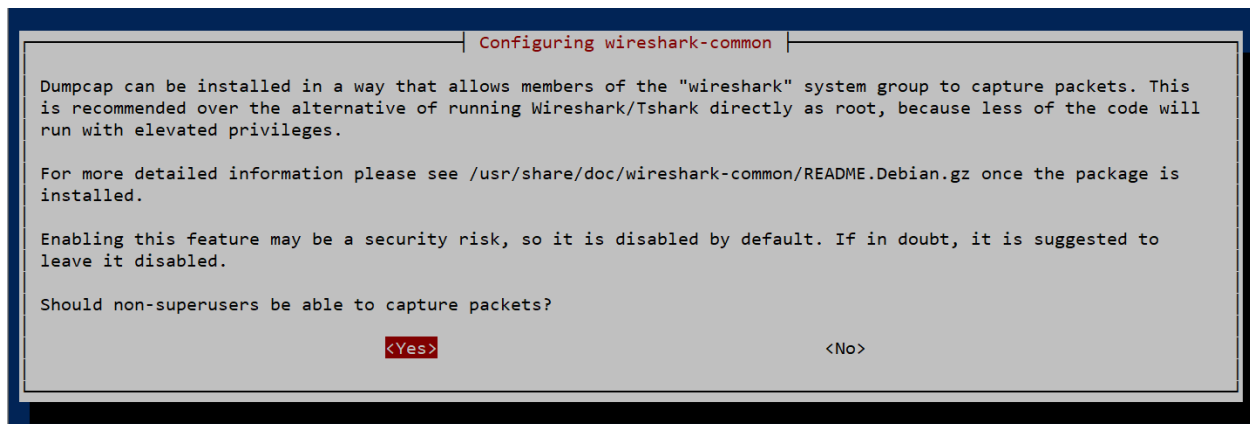 Configuring wireshark-common
Dumpcap can be installed in a way that allows members of the "wireshark" system group to capture packets. This
is recommended over the alternative of running Wireshark/Tshark directly as root, because less of the code will
run with elevated privileges.
For more detailed information please see /usr/share/doc/wireshark-common/README.Debian.gz once the package is
installed.
Enabling this feature may be a security risk, so it is disabled by default. If in doubt, it is suggested to
leave it disabled.
Should non-superusers be able to capture packets?
<Yes> <No>